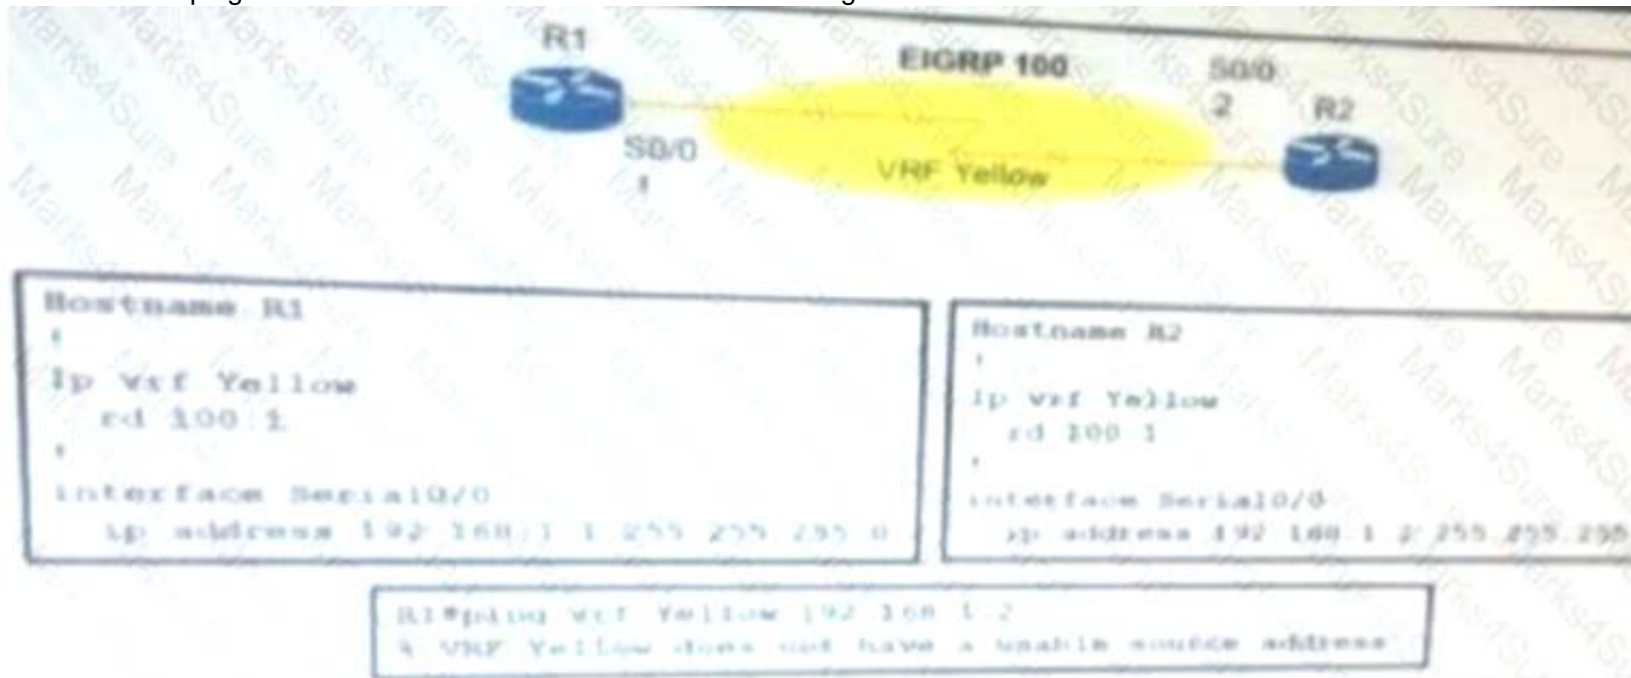 R1
EIGRP 100
S0/0
2
R2
S0/0
1
VRF Yellow
Hostname R1
!
Ip vrf Yellow
rd 100:1
!
interface Serial0/0
ip address 192.168.1.1 255.255.255.0
Hostname R2
!
Ip vrf Yellow
rd 100:1
!
interface Serial0/0
ip address 192.168.1.2 255.255.255
R1#ping vrf Yellow 192.168.1.2
% VRF Yellow does not have a usable source address
Marks4Sure